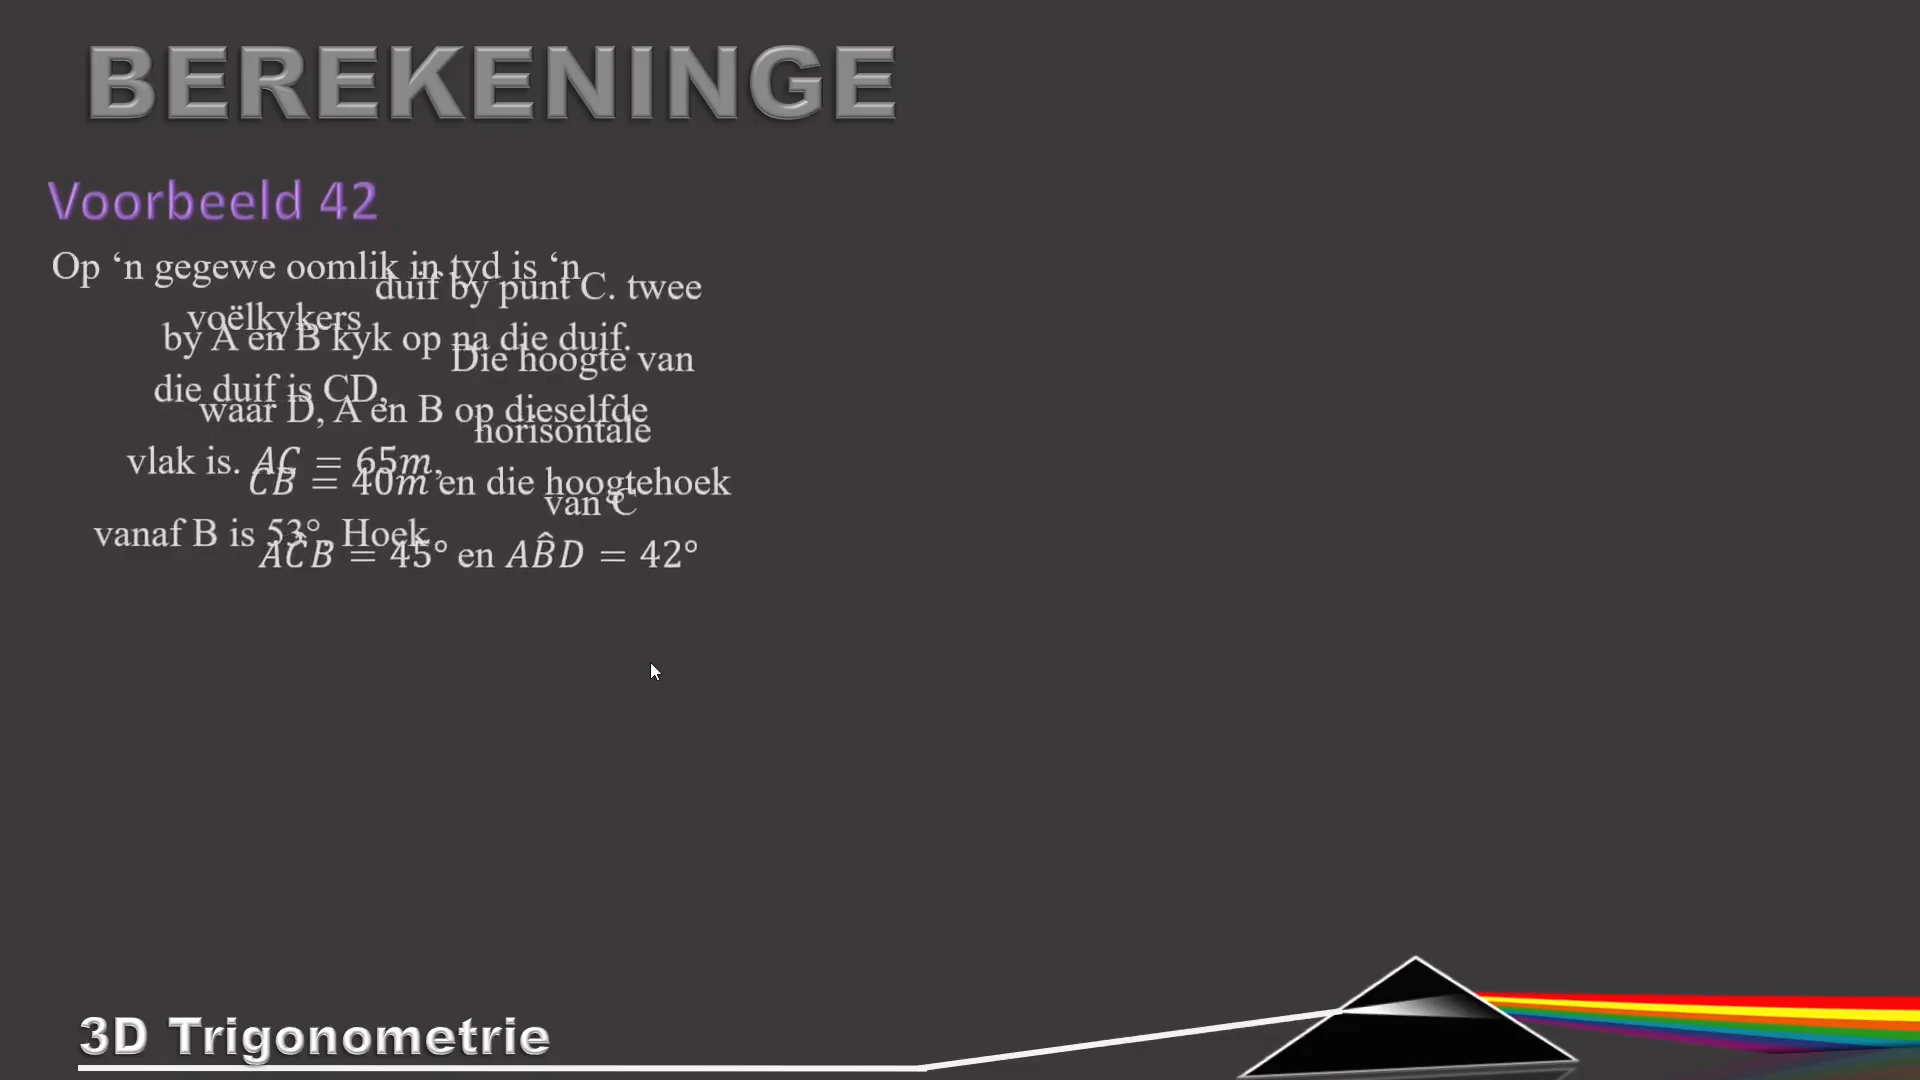 BEREKENINGE
Voorbeeld 42
Op ‘n gegewe oomlik in tyd is ‘n
duif by punt C. twee
voëlkykers
by A en B kyk op na die duif.
Die hoogte van
die duif is CD,
waar D, A en B op dieselfde
horisontale
vlak is. AC = 65m,
CB = 40m en die hoogtehoek
van C
vanaf B is 53°. Hoek
AĈB = 45° en AB̂D = 42°
3D Trigonometrie